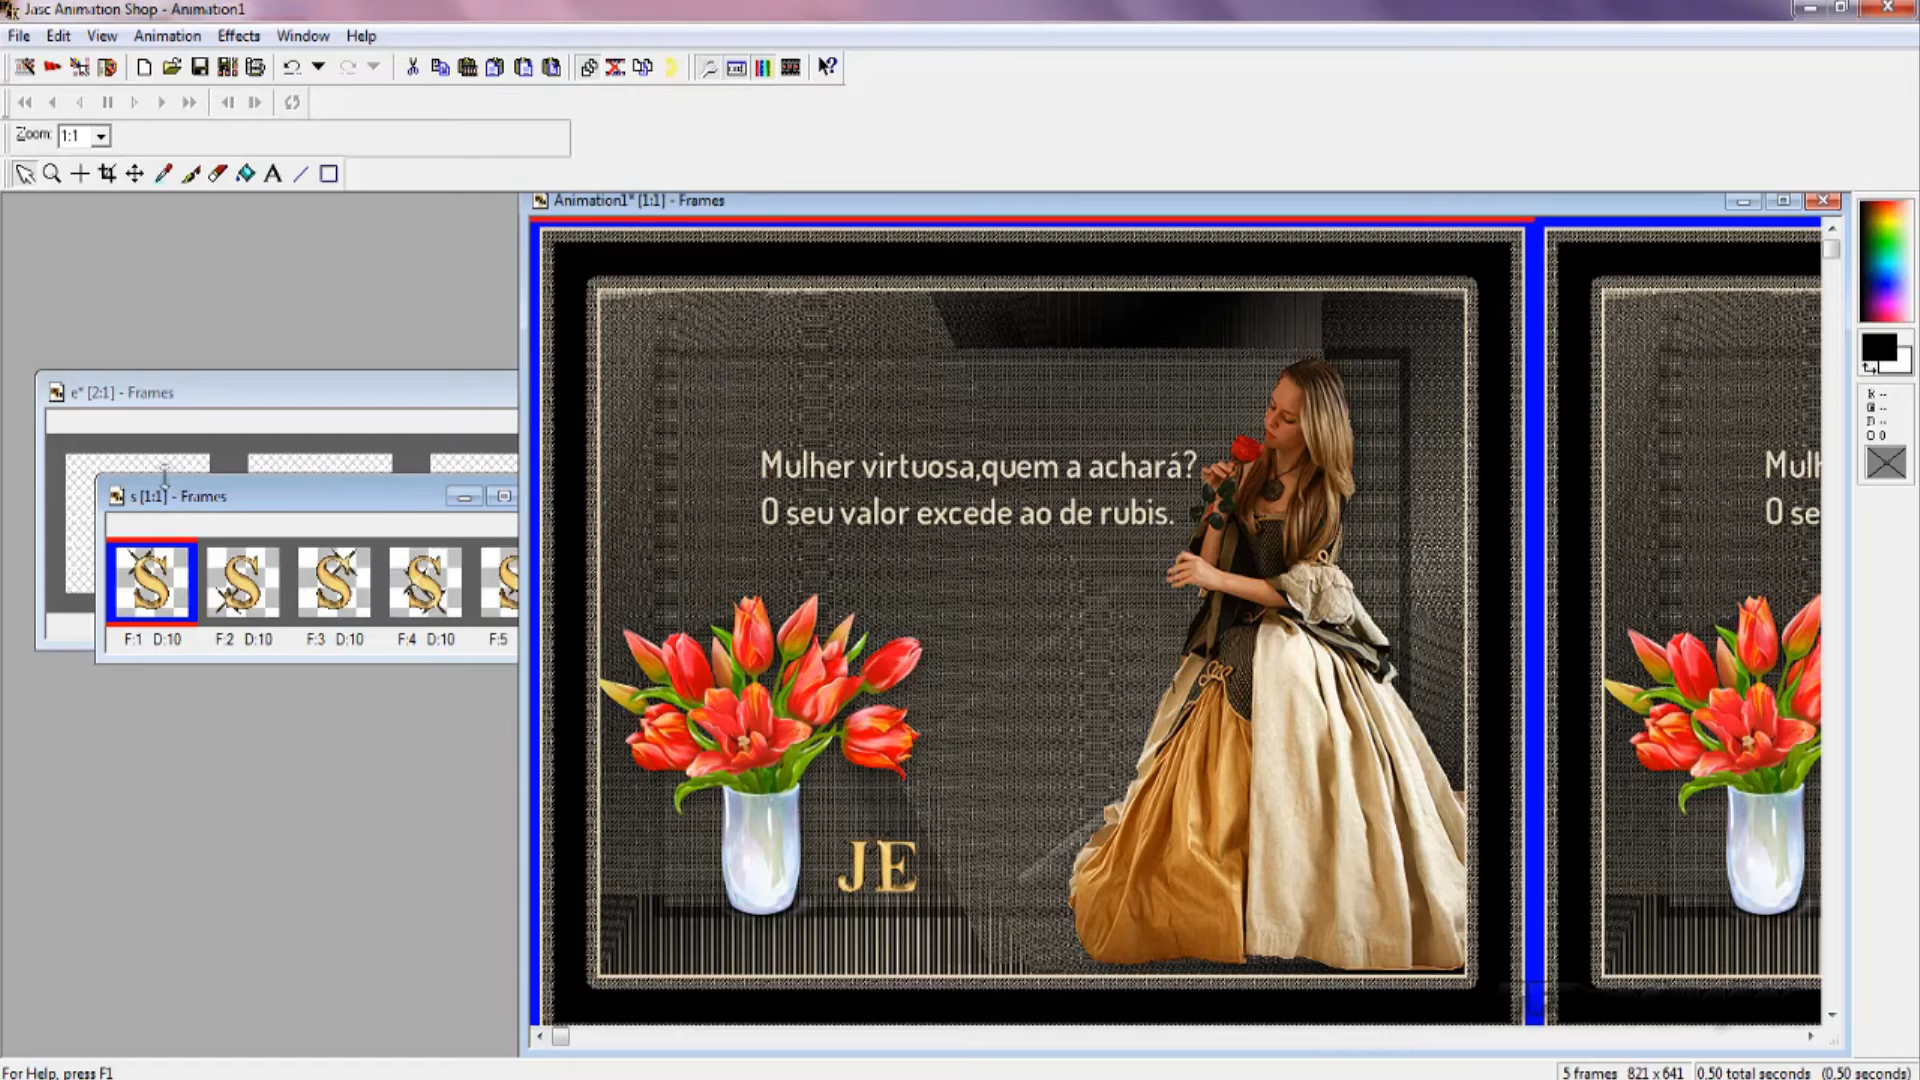 Jasc Animation Shop - Animation1
File Edit View Animation Effects Window Help
Zoom: 1:1
Animation1* [1:1] - Frames
e* [2:1] - Frames
s [1:1] - Frames
S S S S S
F:1 D:10 F:2 D:10 F:3 D:10 F:4 D:10 F:5
Mulher virtuosa,quem a achará?
O seu valor excede ao de rubis.
JE
Mulh
O se
R --
G --
O 0
For Help, press F1
5 frames 821 x 641 0.50 total seconds (0.50 seconds)